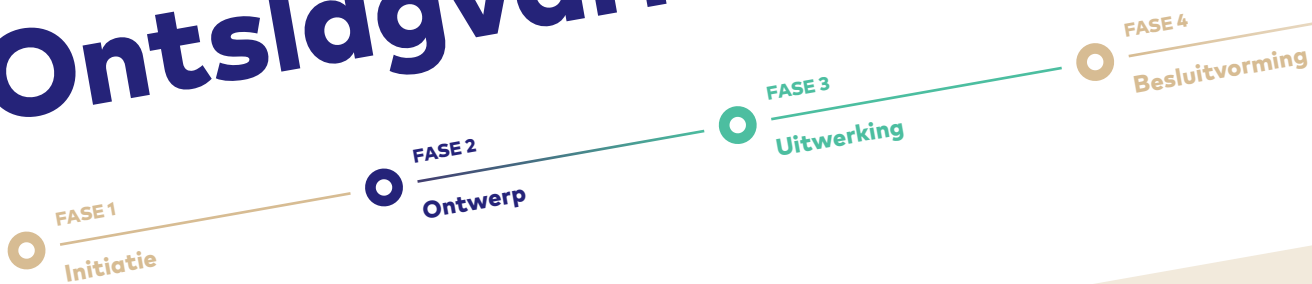 FASE 1
Initiatie
FASE 2
Ontwerp
FASE 3
Uitwerking
FASE 4
Besluitvorming